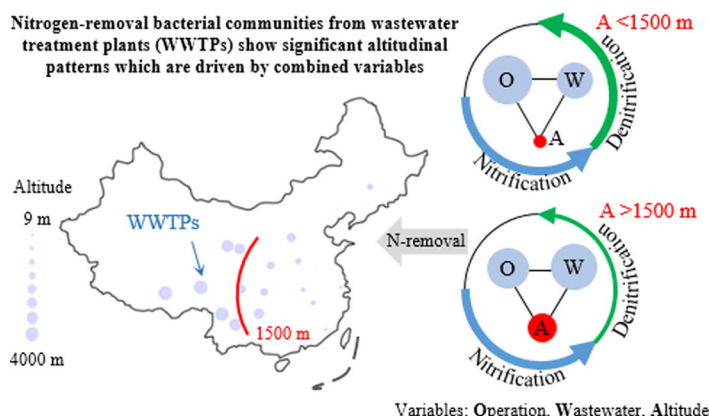 Nitrogen-removal bacterial communities from wastewater
treatment plants (WWTPs) show significant altitudinal
patterns which are driven by combined variables
A <1500 m
O
W
A
Nitrification
Denitrification
Altitude
9 m
4000 m
WWTPs
1500 m
N-removal
A >1500 m
O
W
A
Nitrification
Denitrification
Variables: Operation, Wastewater, Altitude